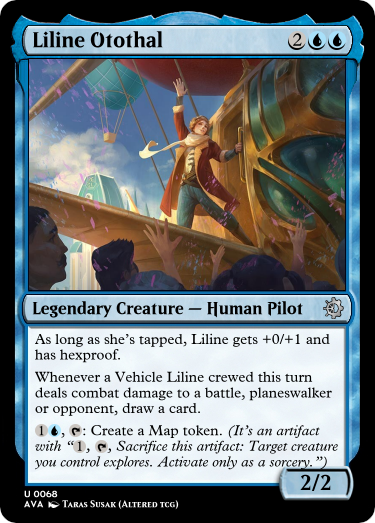 Liline Otothal 2UU
Legendary Creature — Human Pilot
As long as she's tapped, Liline gets +0/+1 and
has hexproof.
Whenever a Vehicle Liline crewed this turn
deals combat damage to a battle, planeswalker
or opponent, draw a card.
1U, T: Create a Map token. (It's an artifact
with “1, T, Sacrifice this artifact: Target creature
you control explores. Activate only as a sorcery.”)
2/2
U 0068
AVA Taras Susak (Altered TCG)